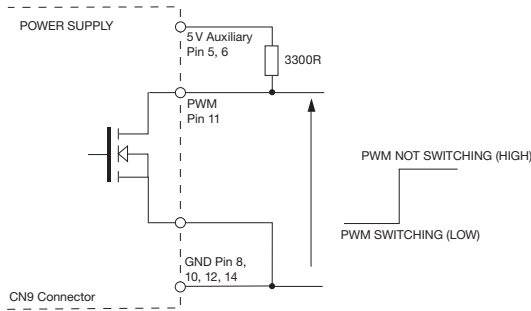 POWER SUPPLY
5 V Auxiliary
Pin 5, 6
3300R
PWM
Pin 11
PWM NOT SWITCHING (HIGH)
PWM SWITCHING (LOW)
GND Pin 8,
10, 12, 14
CN9 Connector